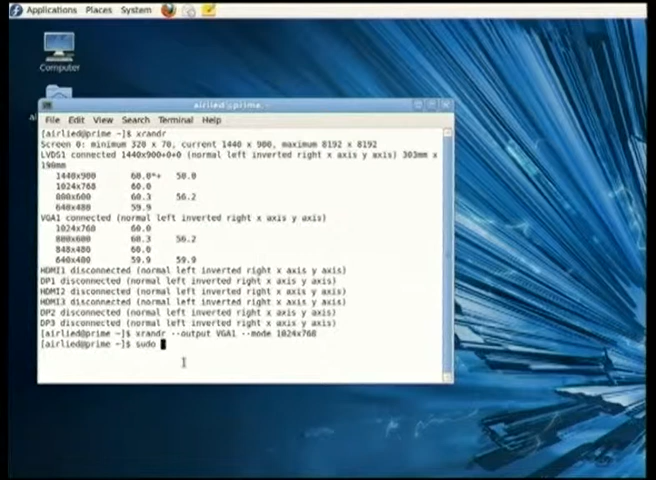 Applications Places System
Computer
airlied@prime:~
File Edit View Search Terminal Help
[airlied@prime ~]$ xrandr
Screen 0: minimum 320 x 70, current 1440 x 900, maximum 8192 x 8192
LVDS1 connected 1440x900+0+0 (normal left inverted right x axis y axis) 303mm x
190mm
1440x900 60.0*+ 50.0
1024x768 60.0
800x600 60.3 56.2
640x480 59.9
VGA1 connected (normal left inverted right x axis y axis)
1024x768 60.0
800x600 60.3 56.2
848x480 60.0
640x480 59.9 59.9
HDMI1 disconnected (normal left inverted right x axis y axis)
DP1 disconnected (normal left inverted right x axis y axis)
HDMI2 disconnected (normal left inverted right x axis y axis)
HDMI3 disconnected (normal left inverted right x axis y axis)
DP2 disconnected (normal left inverted right x axis y axis)
DP3 disconnected (normal left inverted right x axis y axis)
[airlied@prime ~]$ xrandr --output VGA1 --mode 1024x768
[airlied@prime ~]$ sudo